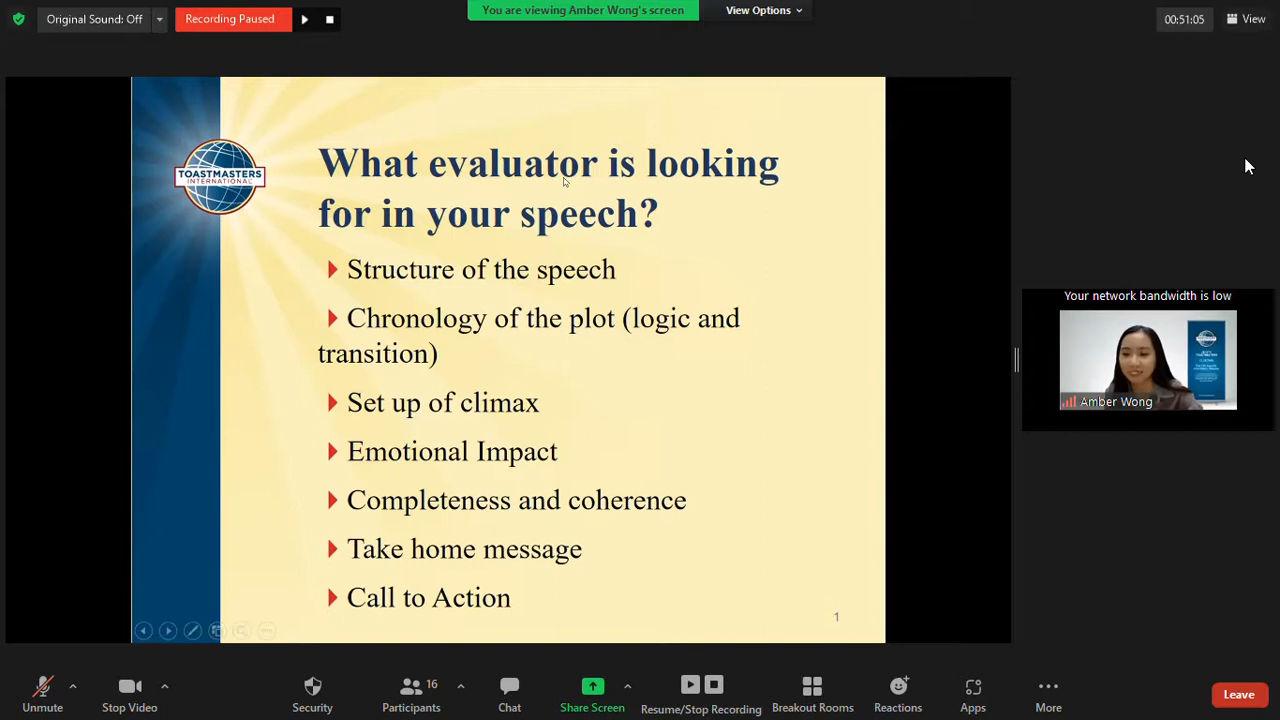 Original Sound: Off
Recording Paused
You are viewing Amber Wong's screen
View Options
00:51:05
View
TOASTMASTERS
INTERNATIONAL
What evaluator is looking
for in your speech?
Structure of the speech
Chronology of the plot (logic and
transition)
Set up of climax
Emotional Impact
Completeness and coherence
Take home message
Call to Action
1
Your network bandwidth is low
TOASTMASTERS
Amber Wong
Unmute
Stop Video
Security
16
Participants
Chat
Share Screen
Resume/Stop Recording
Breakout Rooms
Reactions
Apps
More
Leave